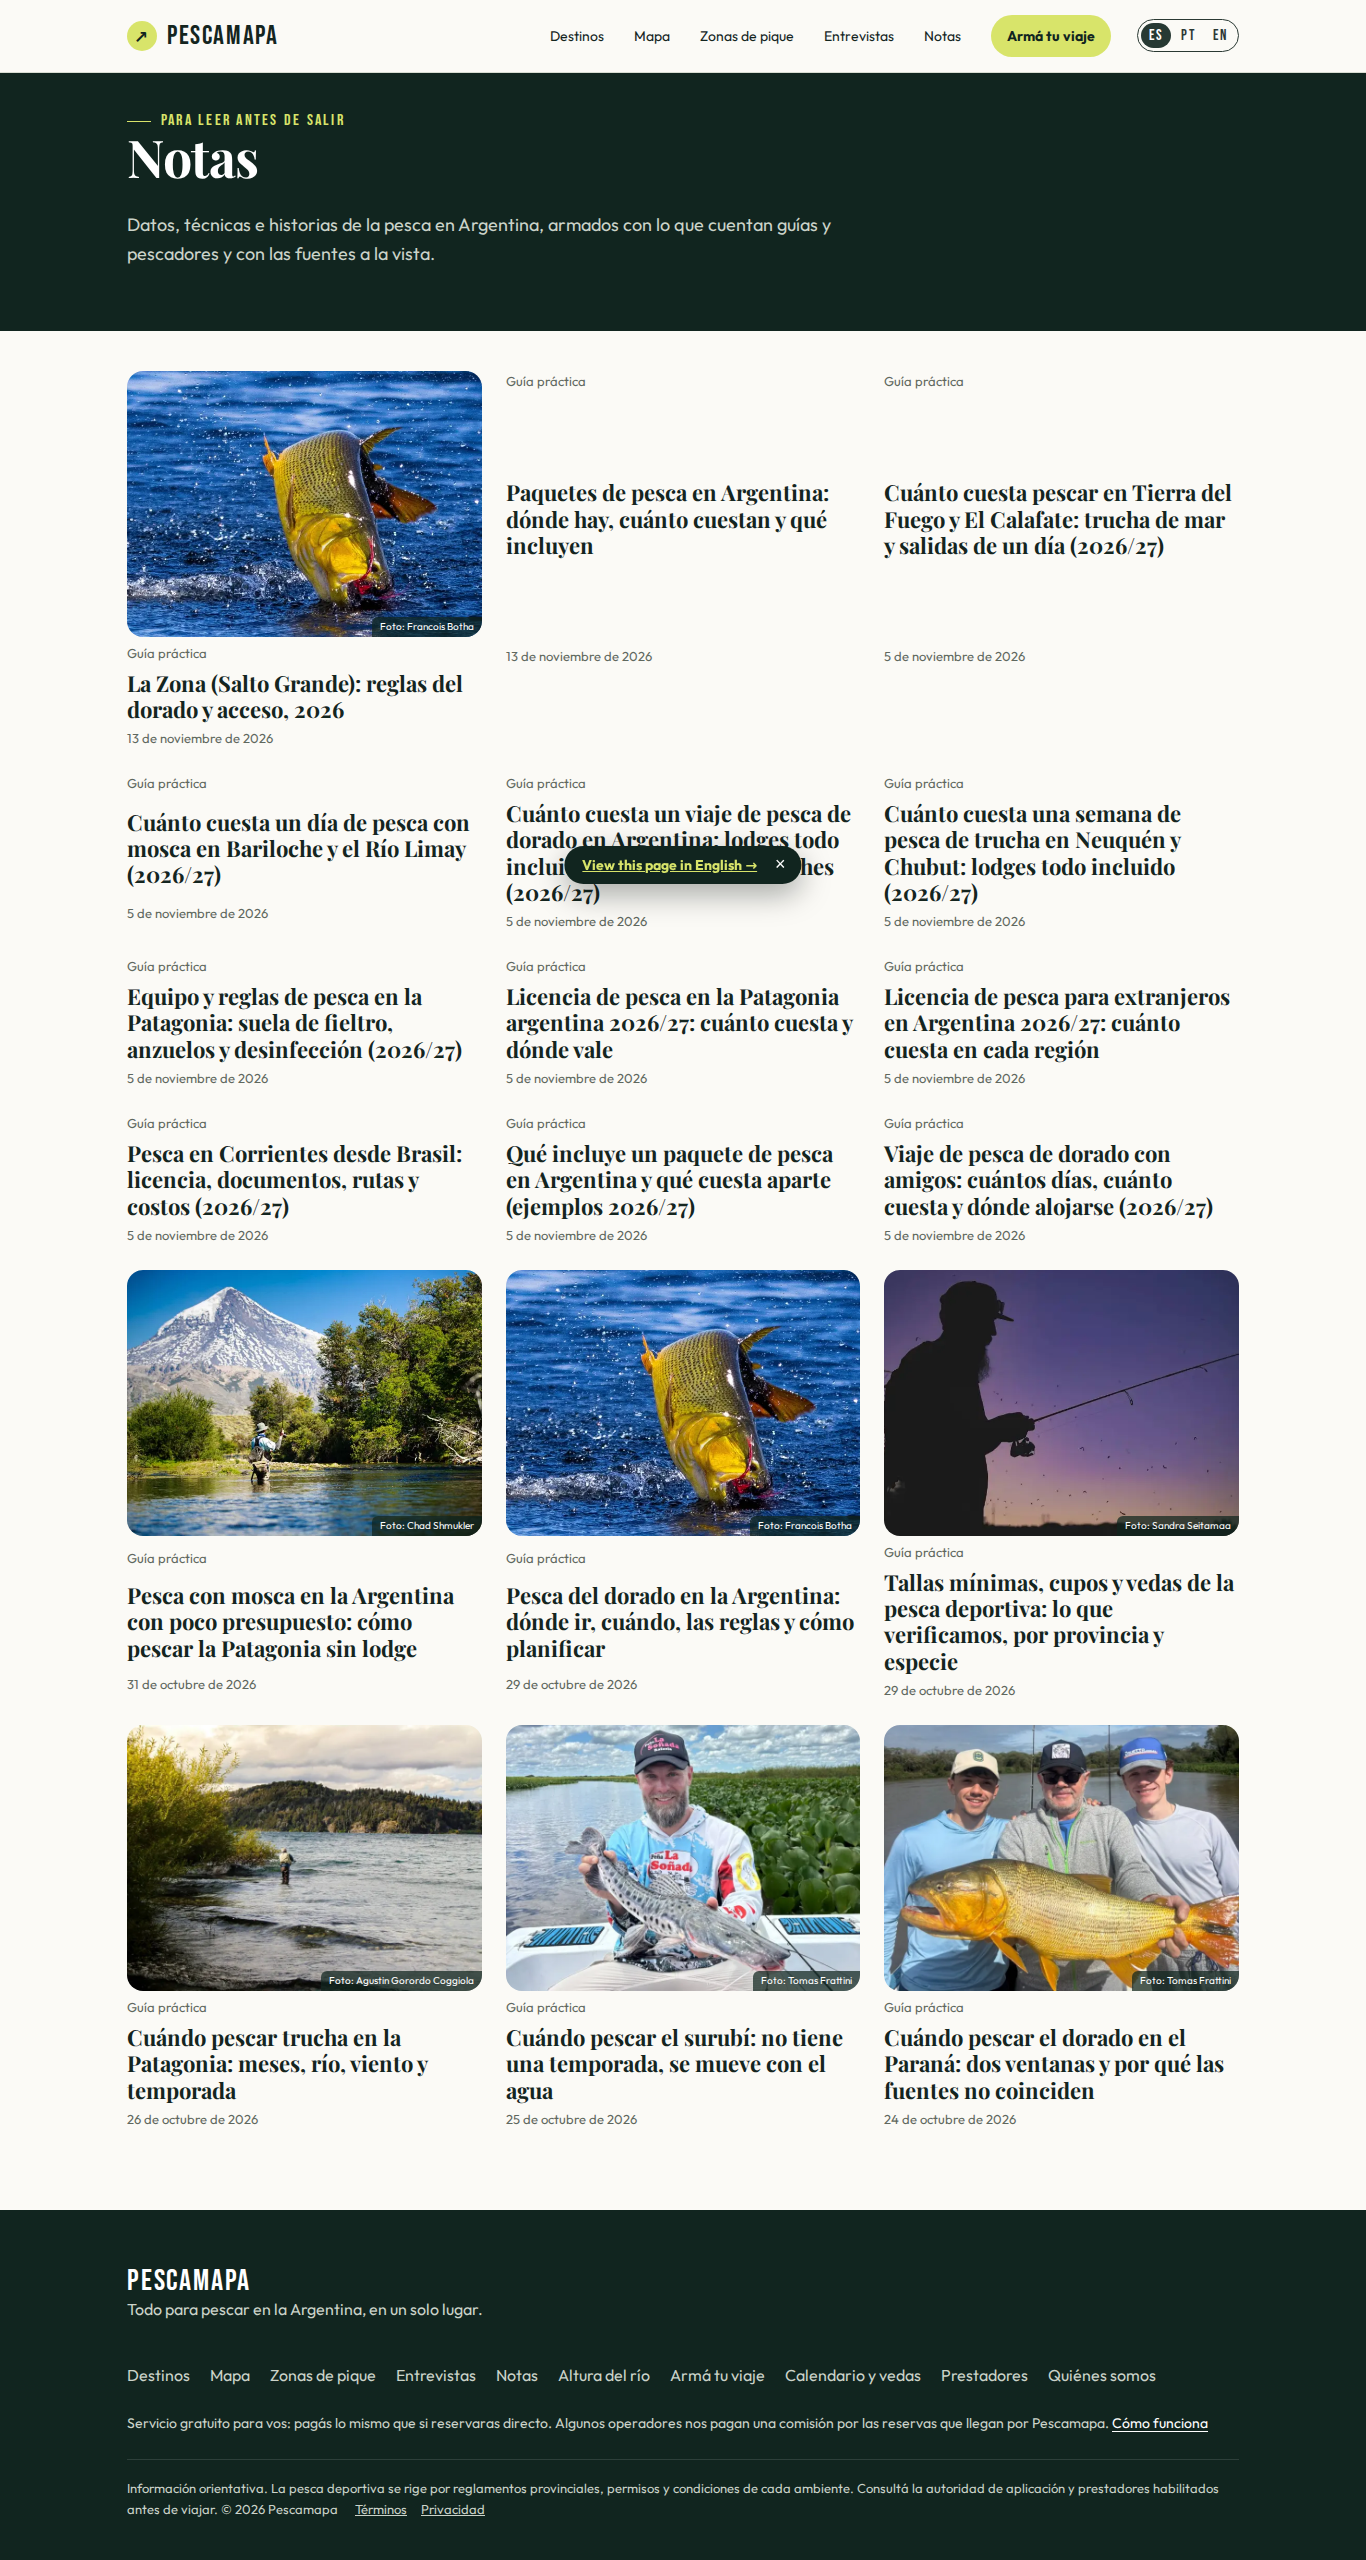 ↗ PESCAMAPA
Destinos Mapa Zonas de pique Entrevistas Notas Armá tu viaje ES PT EN
PARA LEER ANTES DE SALIR
Notas
Datos, técnicas e historias de la pesca en Argentina, armados con lo que cuentan guías y
pescadores y con las fuentes a la vista.
Foto: Francois Botha
Guía práctica
La Zona (Salto Grande): reglas del
dorado y acceso, 2026
13 de noviembre de 2026
Guía práctica
Paquetes de pesca en Argentina:
dónde hay, cuánto cuestan y qué
incluyen
13 de noviembre de 2026
Guía práctica
Cuánto cuesta pescar en Tierra del
Fuego y El Calafate: trucha de mar
y salidas de un día (2026/27)
5 de noviembre de 2026
Guía práctica
Cuánto cuesta un día de pesca con
mosca en Bariloche y el Río Limay
(2026/27)
5 de noviembre de 2026
Guía práctica
Cuánto cuesta un viaje de pesca de
dorado en Argentina: lodges todo
(2026/27)
5 de noviembre de 2026
View this page in English → ×
Guía práctica
Cuánto cuesta una semana de
pesca de trucha en Neuquén y
Chubut: lodges todo incluido
(2026/27)
5 de noviembre de 2026
Guía práctica
Equipo y reglas de pesca en la
Patagonia: suela de fieltro,
anzuelos y desinfección (2026/27)
5 de noviembre de 2026
Guía práctica
Licencia de pesca en la Patagonia
argentina 2026/27: cuánto cuesta y
dónde vale
5 de noviembre de 2026
Guía práctica
Licencia de pesca para extranjeros
en Argentina 2026/27: cuánto
cuesta en cada región
5 de noviembre de 2026
Guía práctica
Pesca en Corrientes desde Brasil:
licencia, documentos, rutas y
costos (2026/27)
5 de noviembre de 2026
Guía práctica
Qué incluye un paquete de pesca
en Argentina y qué cuesta aparte
(ejemplos 2026/27)
5 de noviembre de 2026
Guía práctica
Viaje de pesca de dorado con
amigos: cuántos días, cuánto
cuesta y dónde alojarse (2026/27)
5 de noviembre de 2026
Foto: Chad Shmukler
Guía práctica
Pesca con mosca en la Argentina
con poco presupuesto: cómo
pescar la Patagonia sin lodge
31 de octubre de 2026
Foto: Francois Botha
Guía práctica
Pesca del dorado en la Argentina:
dónde ir, cuándo, las reglas y cómo
planificar
29 de octubre de 2026
Foto: Sandra Seitamaa
Guía práctica
Tallas mínimas, cupos y vedas de la
pesca deportiva: lo que
verificamos, por provincia y
especie
29 de octubre de 2026
Foto: Agustin Gorordo Coggiola
Guía práctica
Cuándo pescar trucha en la
Patagonia: meses, río, viento y
temporada
26 de octubre de 2026
La Soñada
Foto: Tomas Frattini
Guía práctica
Cuándo pescar el surubí: no tiene
una temporada, se mueve con el
agua
25 de octubre de 2026
Foto: Tomas Frattini
Guía práctica
Cuándo pescar el dorado en el
Paraná: dos ventanas y por qué las
fuentes no coinciden
24 de octubre de 2026
PESCAMAPA
Todo para pescar en la Argentina, en un solo lugar.
Destinos Mapa Zonas de pique Entrevistas Notas Altura del río Armá tu viaje Calendario y vedas Prestadores Quiénes somos
Servicio gratuito para vos: pagás lo mismo que si reservaras directo. Algunos operadores nos pagan una comisión por las reservas que llegan por Pescamapa. Cómo funciona
Información orientativa. La pesca deportiva se rige por reglamentos provinciales, permisos y condiciones de cada ambiente. Consultá la autoridad de aplicación y prestadores habilitados
antes de viajar. © 2026 Pescamapa Términos Privacidad